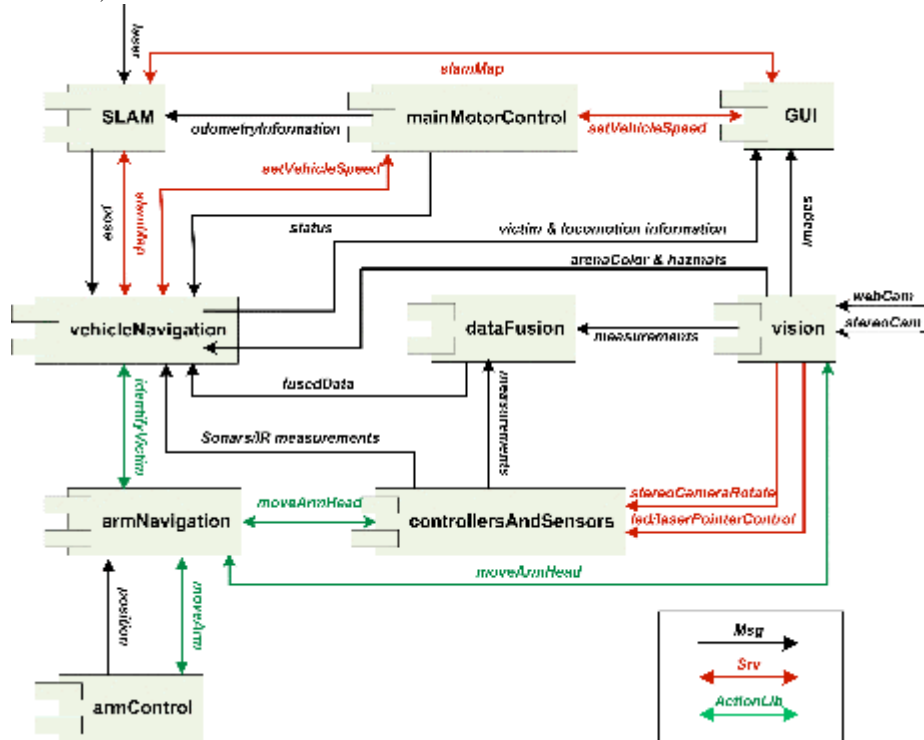 laser
slamMap
SLAM
mainMotorControl
GUI
odometryInformation
setVehicleSpeed
setVehicleSpeed
pose
slamMap
status
victim & locomotion information
images
arenaColor & hazmats
webCam
vehicleNavigation
dataFusion
vision
stereoCam
measurements
fusedData
identifyVictim
measurements
Sonars/IR measurements
stereoCameraRotate
armNavigation
moveArmHead
controllersAndSensors
led/laserPointerControl
moveArmHead
position
moveArm
Msg
Srv
ActionLib
armControl